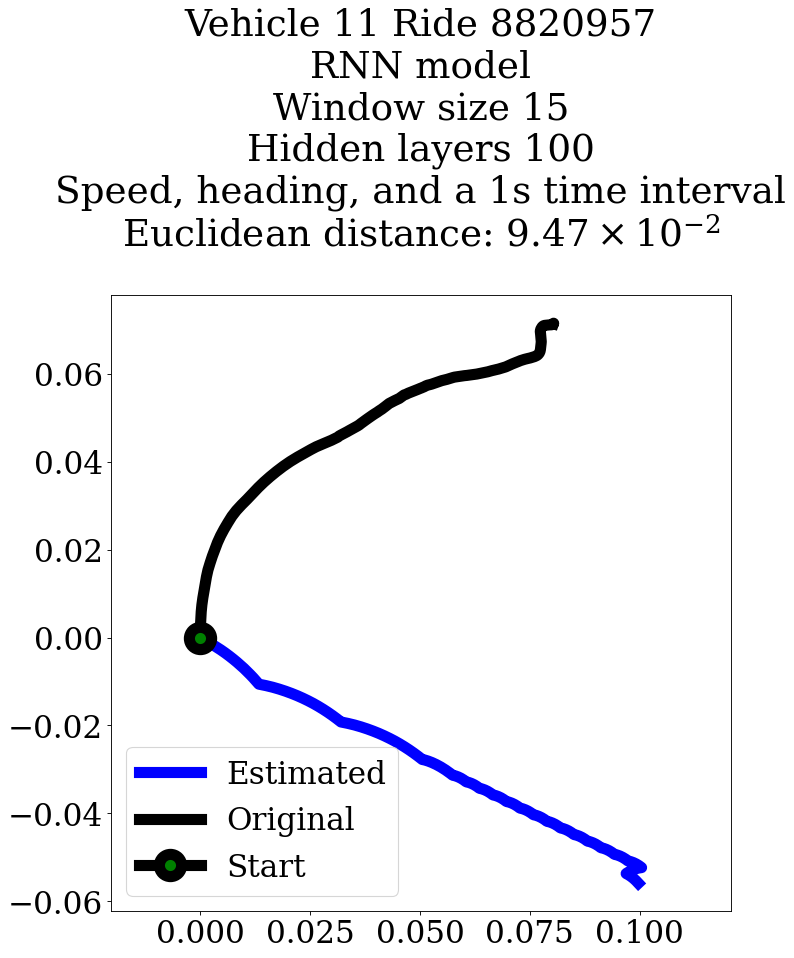 Vehicle 11 Ride 8820957
RNN model
Window size 15
Hidden layers 100
Speed, heading, and a 1s time interval
Euclidean distance: 9.47 × 10⁻²
0.06
0.04
0.02
0.00
−0.02
−0.04
−0.06
Estimated
Original
Start
0.000 0.025 0.050 0.075 0.100